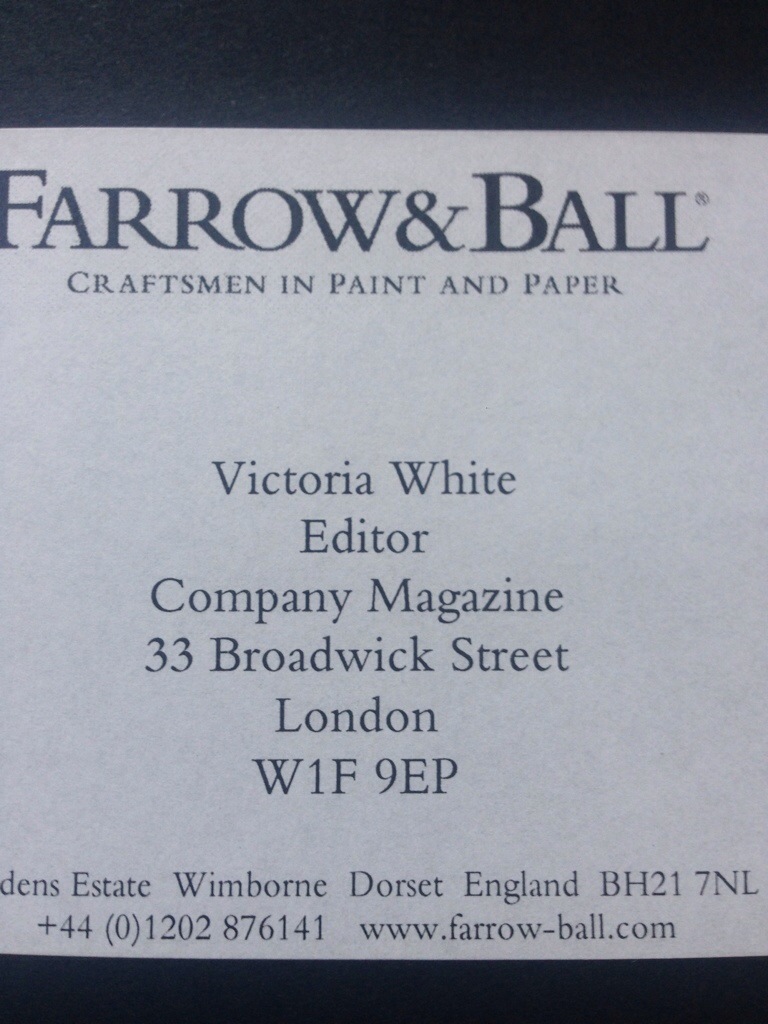 FARROW&BALL®
CRAFTSMEN IN PAINT AND PAPER
Victoria White
Editor
Company Magazine
33 Broadwick Street
London
W1F 9EP
dens Estate Wimborne Dorset England BH21 7NL
+44 (0)1202 876141 www.farrow-ball.com